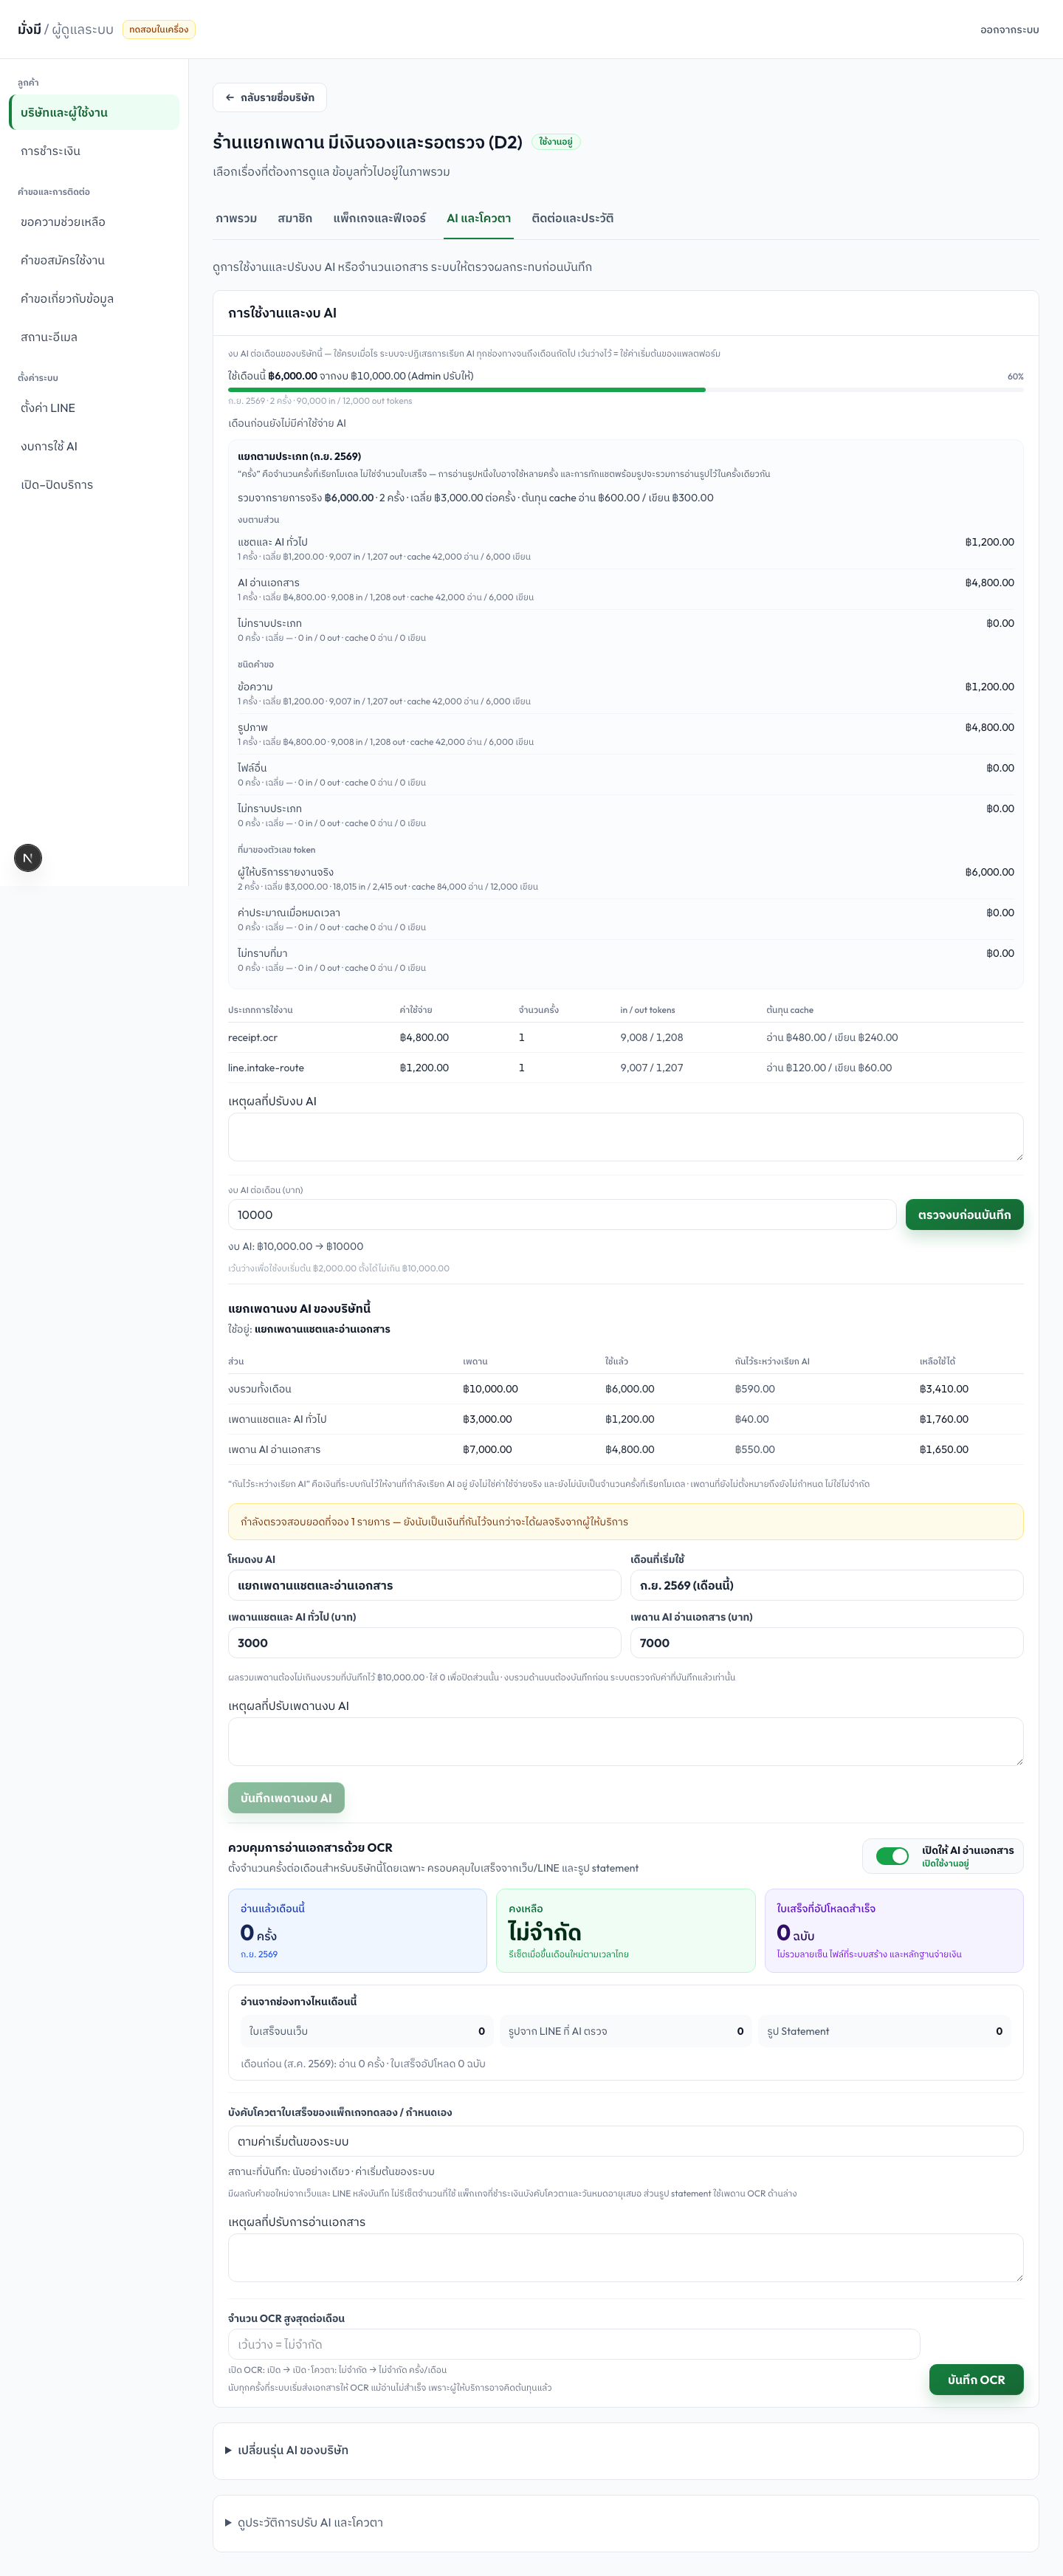 มั่งมี / ผู้ดูแลระบบ ทดสอบในเครื่อง
ออกจากระบบ
ลูกค้า
บริษัทและผู้ใช้งาน
การชำระเงิน
คำขอและการติดต่อ
ขอความช่วยเหลือ
คำขอสมัครใช้งาน
คำขอเกี่ยวกับข้อมูล
สถานะอีเมล
ตั้งค่าระบบ
ตั้งค่า LINE
งบการใช้ AI
เปิด–ปิดบริการ
N
← กลับรายชื่อบริษัท
ร้านแยกเพดาน มีเงินจองและรอตรวจ (D2) ใช้งานอยู่
เลือกเรื่องที่ต้องการดูแล ข้อมูลทั่วไปอยู่ในภาพรวม
ภาพรวม สมาชิก แพ็กเกจและฟีเจอร์ AI และโควตา ติดต่อและประวัติ
ดูการใช้งานและปรับงบ AI หรือจำนวนเอกสาร ระบบให้ตรวจผลกระทบก่อนบันทึก
การใช้งานและงบ AI
งบ AI ต่อเดือนของบริษัทนี้ — ใช้ครบเมื่อไร ระบบจะปฏิเสธการเรียก AI ทุกช่องทางจนถึงเดือนถัดไป เว้นว่างไว้ = ใช้ค่าเริ่มต้นของแพลตฟอร์ม
ใช้เดือนนี้ ฿6,000.00 จากงบ ฿10,000.00 (Admin ปรับให้) 60%
ก.ย. 2569 · 2 ครั้ง · 90,000 in / 12,000 out tokens
เดือนก่อนยังไม่มีค่าใช้จ่าย AI
แยกตามประเภท (ก.ย. 2569)
"ครั้ง" คือจำนวนครั้งที่เรียกโมเดล ไม่ใช่จำนวนใบเสร็จ — การอ่านรูปหนึ่งใบอาจใช้หลายครั้ง และการทักแชตพร้อมรูปจะรวมการอ่านรูปไว้ในครั้งเดียวกัน
รวมจากรายการจริง ฿6,000.00 · 2 ครั้ง · เฉลี่ย ฿3,000.00 ต่อครั้ง · ต้นทุน cache อ่าน ฿600.00 / เขียน ฿300.00
งบตามส่วน
แชตและ AI ทั่วไป ฿1,200.00
1 ครั้ง · เฉลี่ย ฿1,200.00 · 9,007 in / 1,207 out · cache 42,000 อ่าน / 6,000 เขียน
AI อ่านเอกสาร ฿4,800.00
1 ครั้ง · เฉลี่ย ฿4,800.00 · 9,008 in / 1,208 out · cache 42,000 อ่าน / 6,000 เขียน
ไม่ทราบประเภท ฿0.00
0 ครั้ง · เฉลี่ย — · 0 in / 0 out · cache 0 อ่าน / 0 เขียน
ชนิดคำขอ
ข้อความ ฿1,200.00
1 ครั้ง · เฉลี่ย ฿1,200.00 · 9,007 in / 1,207 out · cache 42,000 อ่าน / 6,000 เขียน
รูปภาพ ฿4,800.00
1 ครั้ง · เฉลี่ย ฿4,800.00 · 9,008 in / 1,208 out · cache 42,000 อ่าน / 6,000 เขียน
ไฟล์อื่น ฿0.00
0 ครั้ง · เฉลี่ย — · 0 in / 0 out · cache 0 อ่าน / 0 เขียน
ไม่ทราบประเภท ฿0.00
0 ครั้ง · เฉลี่ย — · 0 in / 0 out · cache 0 อ่าน / 0 เขียน
ที่มาของตัวเลข token
ผู้ให้บริการรายงานจริง ฿6,000.00
2 ครั้ง · เฉลี่ย ฿3,000.00 · 18,015 in / 2,415 out · cache 84,000 อ่าน / 12,000 เขียน
ค่าประมาณเมื่อหมดเวลา ฿0.00
0 ครั้ง · เฉลี่ย — · 0 in / 0 out · cache 0 อ่าน / 0 เขียน
ไม่ทราบที่มา ฿0.00
0 ครั้ง · เฉลี่ย — · 0 in / 0 out · cache 0 อ่าน / 0 เขียน
ประเภทการใช้งาน ค่าใช้จ่าย จำนวนครั้ง in / out tokens ต้นทุน cache
receipt.ocr ฿4,800.00 1 9,008 / 1,208 อ่าน ฿480.00 / เขียน ฿240.00
line.intake-route ฿1,200.00 1 9,007 / 1,207 อ่าน ฿120.00 / เขียน ฿60.00
เหตุผลที่ปรับงบ AI
งบ AI ต่อเดือน (บาท)
10000 ตรวจงบก่อนบันทึก
งบ AI: ฿10,000.00 → ฿10000
เว้นว่างเพื่อใช้งบเริ่มต้น ฿2,000.00 ตั้งได้ไม่เกิน ฿10,000.00
แยกเพดานงบ AI ของบริษัทนี้
ใช้อยู่: แยกเพดานแชตและอ่านเอกสาร
ส่วน เพดาน ใช้แล้ว กันไว้ระหว่างเรียก AI เหลือใช้ได้
งบรวมทั้งเดือน ฿10,000.00 ฿6,000.00 ฿590.00 ฿3,410.00
เพดานแชตและ AI ทั่วไป ฿3,000.00 ฿1,200.00 ฿40.00 ฿1,760.00
เพดาน AI อ่านเอกสาร ฿7,000.00 ฿4,800.00 ฿550.00 ฿1,650.00
"กันไว้ระหว่างเรียก AI" คือเงินที่ระบบกันไว้ให้งานที่กำลังเรียก AI อยู่ ยังไม่ใช่ค่าใช้จ่ายจริง และยังไม่นับเป็นจำนวนครั้งที่เรียกโมเดล · เพดานที่ยังไม่ตั้งหมายถึงยังไม่กำหนด ไม่ใช่ไม่จำกัด
กำลังตรวจสอบยอดที่จอง 1 รายการ — ยังนับเป็นเงินที่กันไว้จนกว่าจะได้ผลจริงจากผู้ให้บริการ
โหมดงบ AI เดือนที่เริ่มใช้
แยกเพดานแชตและอ่านเอกสาร ก.ย. 2569 (เดือนนี้)
เพดานแชตและ AI ทั่วไป (บาท) เพดาน AI อ่านเอกสาร (บาท)
3000 7000
ผลรวมเพดานต้องไม่เกินงบรวมที่บันทึกไว้ ฿10,000.00 · ใส่ 0 เพื่อปิดส่วนนั้น · งบรวมด้านบนต้องบันทึกก่อน ระบบตรวจกับค่าที่บันทึกแล้วเท่านั้น
เหตุผลที่ปรับเพดานงบ AI
บันทึกเพดานงบ AI
ควบคุมการอ่านเอกสารด้วย OCR
ตั้งจำนวนครั้งต่อเดือนสำหรับบริษัทนี้โดยเฉพาะ ครอบคลุมใบเสร็จจากเว็บ/LINE และรูป statement
เปิดให้ AI อ่านเอกสาร
เปิดใช้งานอยู่
อ่านแล้วเดือนนี้ คงเหลือ ใบเสร็จที่อัปโหลดสำเร็จ
0 ครั้ง ไม่จำกัด 0 ฉบับ
ก.ย. 2569 รีเซ็ตเมื่อขึ้นเดือนใหม่ตามเวลาไทย ไม่รวมลายเซ็น ไฟล์ที่ระบบสร้าง และหลักฐานจ่ายเงิน
อ่านจากช่องทางไหนเดือนนี้
ใบเสร็จบนเว็บ 0 รูปจาก LINE ที่ AI ตรวจ 0 รูป Statement 0
เดือนก่อน (ส.ค. 2569): อ่าน 0 ครั้ง · ใบเสร็จอัปโหลด 0 ฉบับ
บังคับโควตาใบเสร็จของแพ็กเกจทดลอง / กำหนดเอง
ตามค่าเริ่มต้นของระบบ
สถานะที่บันทึก: นับอย่างเดียว · ค่าเริ่มต้นของระบบ
มีผลกับคำขอใหม่จากเว็บและ LINE หลังบันทึก ไม่รีเซ็ตจำนวนที่ใช้ แพ็กเกจที่ชำระเงินบังคับโควตาและวันหมดอายุเสมอ ส่วนรูป statement ใช้เพดาน OCR ด้านล่าง
เหตุผลที่ปรับการอ่านเอกสาร
จำนวน OCR สูงสุดต่อเดือน
เว้นว่าง = ไม่จำกัด
เปิด OCR: เปิด → เปิด · โควตา: ไม่จำกัด → ไม่จำกัด ครั้ง/เดือน
นับทุกครั้งที่ระบบเริ่มส่งเอกสารให้ OCR แม้อ่านไม่สำเร็จ เพราะผู้ให้บริการอาจคิดต้นทุนแล้ว
บันทึก OCR
▶ เปลี่ยนรุ่น AI ของบริษัท
▶ ดูประวัติการปรับ AI และโควตา